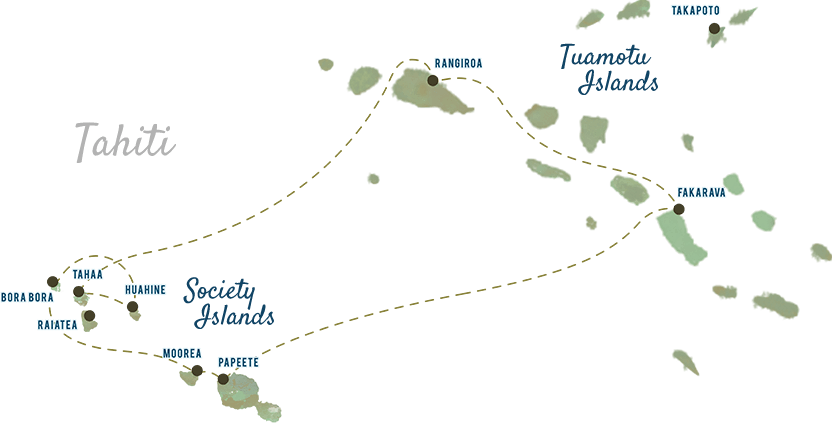 TAKAPOTO
Tuamotu
Islands
RANGIROA
Tahiti
FAKARAVA
TAHAA
BORA BORA
HUAHINE
Society
Islands
RAIATEA
MOOREA
PAPEETE